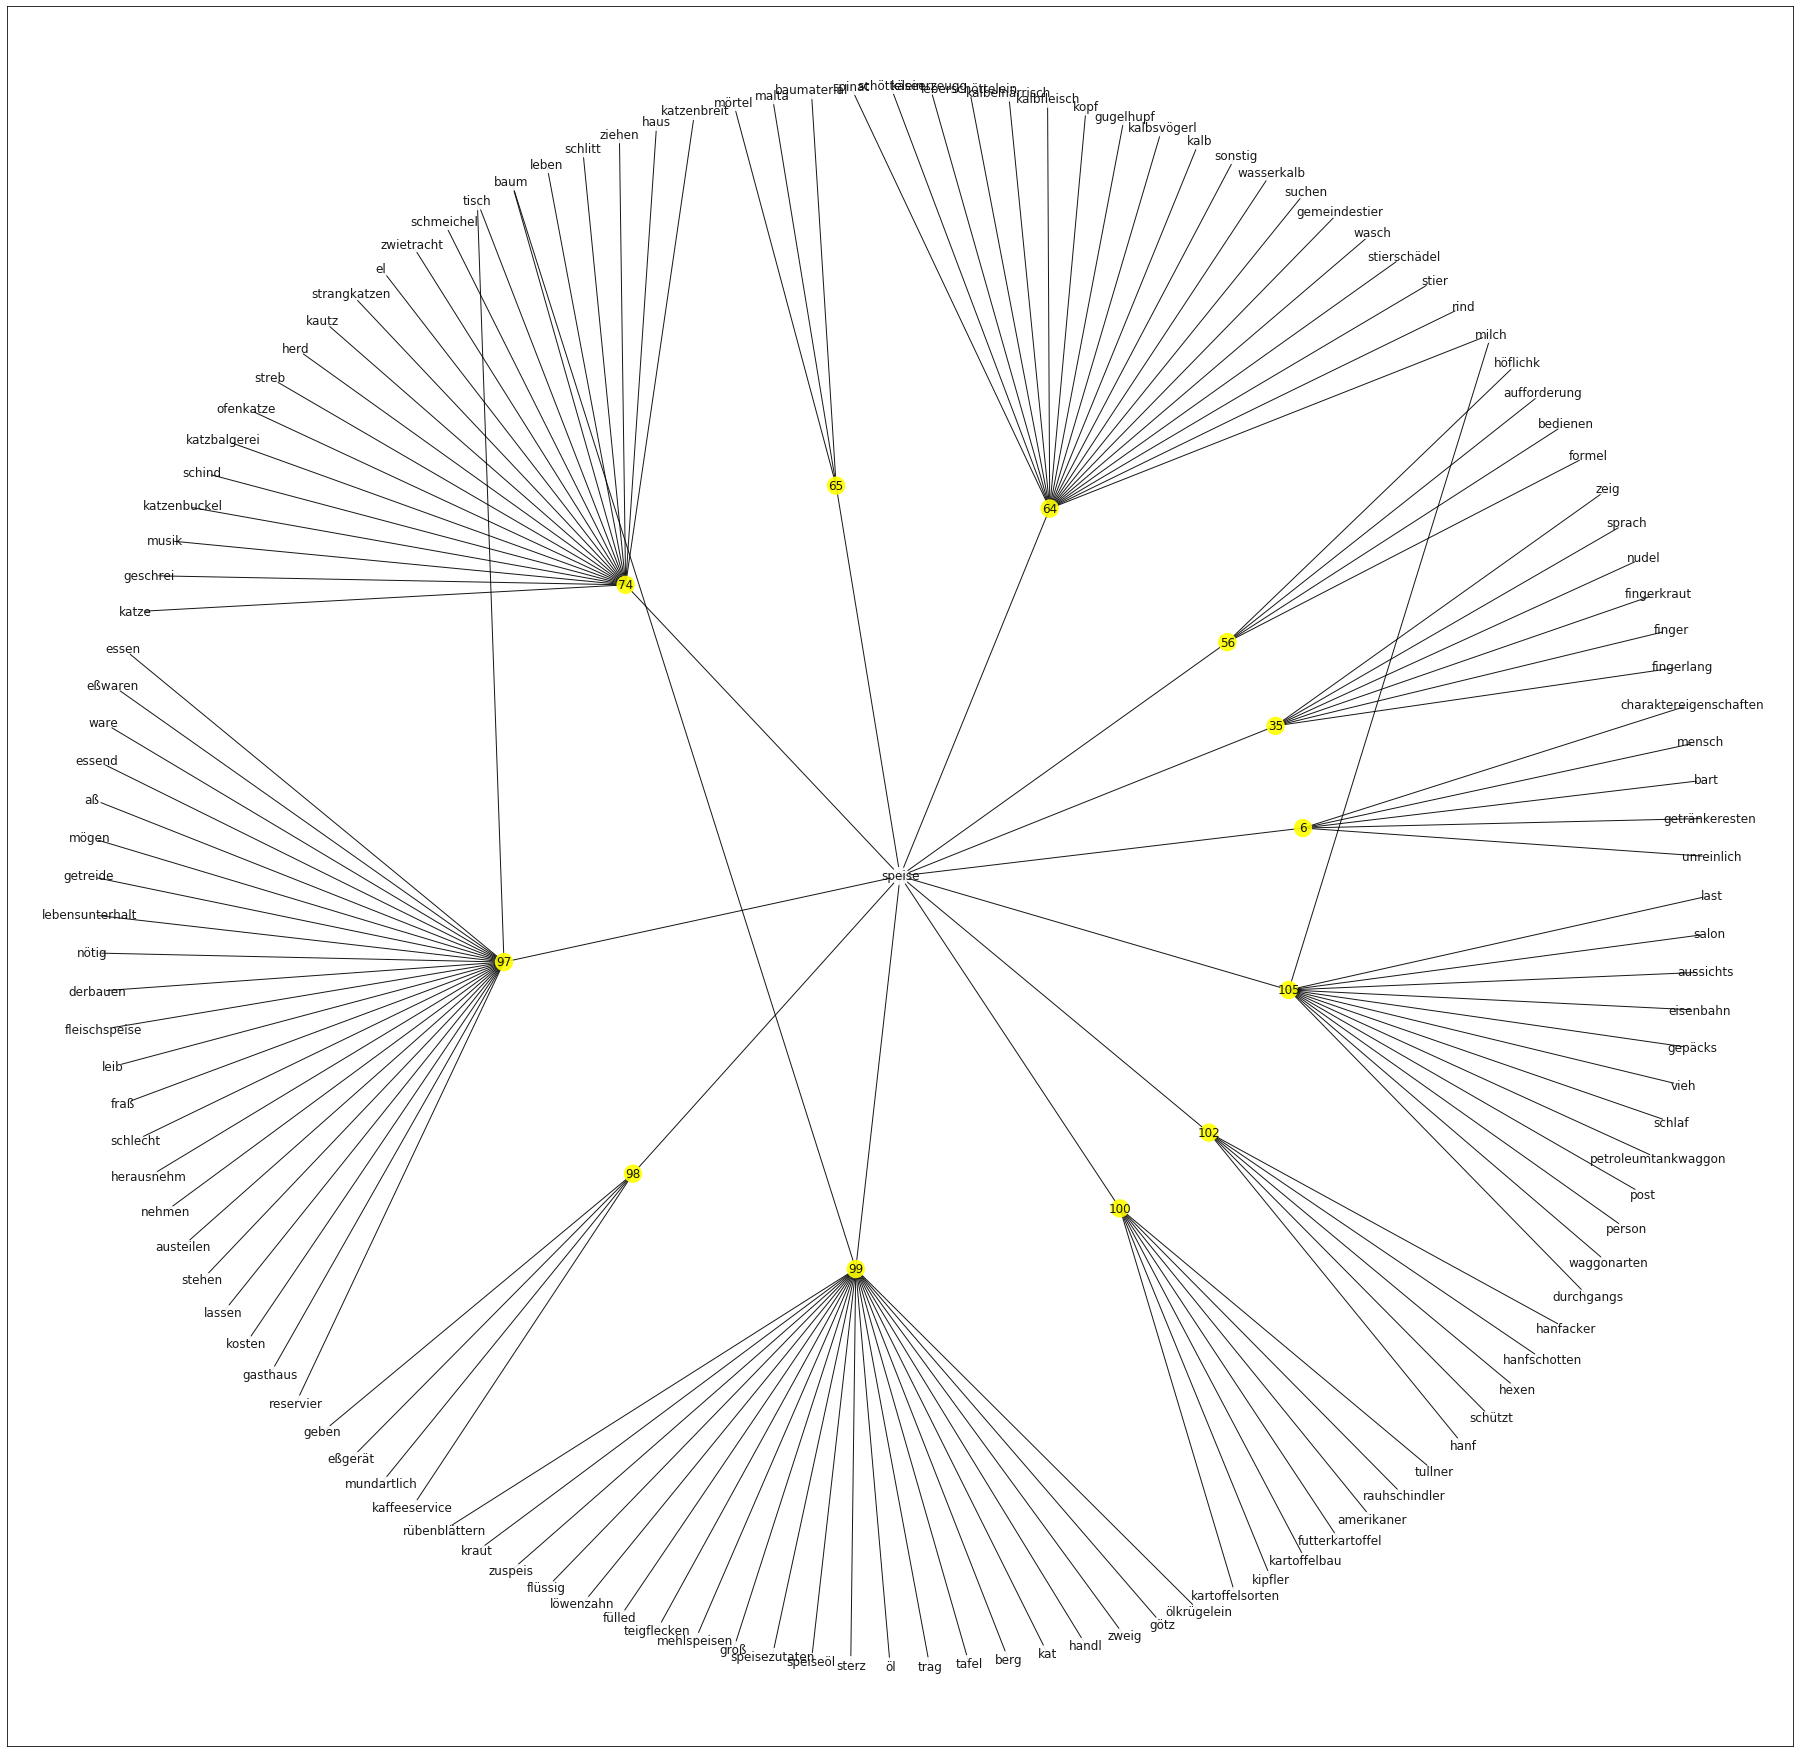 spinat
baumaterial
malta
kalbfleisch
mörtel
kopf
katzenbreit
gugelhupf
haus
kalbsvögerl
ziehen
kalb
schlitt
sonstig
leben
wasserkalb
baum
suchen
tisch
gemeindestier
schmeichel
wasch
zwietracht
stierschädel
el
stier
strangkatzen
rind
kautz
milch
herd
höflichk
streb
aufforderung
ofenkatze
bedienen
katzbalgerei
formel
schind
65
zeig
katzenbuckel
64
sprach
musik
nudel
geschrei
74
fingerkraut
katze
finger
56
essen
fingerlang
eßwaren
charaktereigenschaften
ware
35
mensch
essend
bart
aß
getränkeresten
6
mögen
unreinlich
getreide
speise
last
lebensunterhalt
salon
nötig
97
aussichts
derbauen
105
eisenbahn
fleischspeise
gepäcks
leib
vieh
fraß
schlaf
102
schlecht
petroleumtankwaggon
98
herausnehm
post
100
nehmen
person
austeilen
waggonarten
99
stehen
durchgangs
lassen
hanfacker
kosten
hanfschotten
gasthaus
hexen
reservier
schützt
geben
hanf
eßgerät
tullner
mundartlich
rauhschindler
kaffeeservice
amerikaner
rübenblättern
futterkartoffel
kraut
kartoffelbau
zuspeis
kipfler
flüssig
kartoffelsorten
löwenzahn
ölkrügelein
fülled
götz
teigflecken
zweig
mehlspeisen
handl
groß
kat
speisezutaten
berg
speiseöl
tafel
sterz
trag
öl